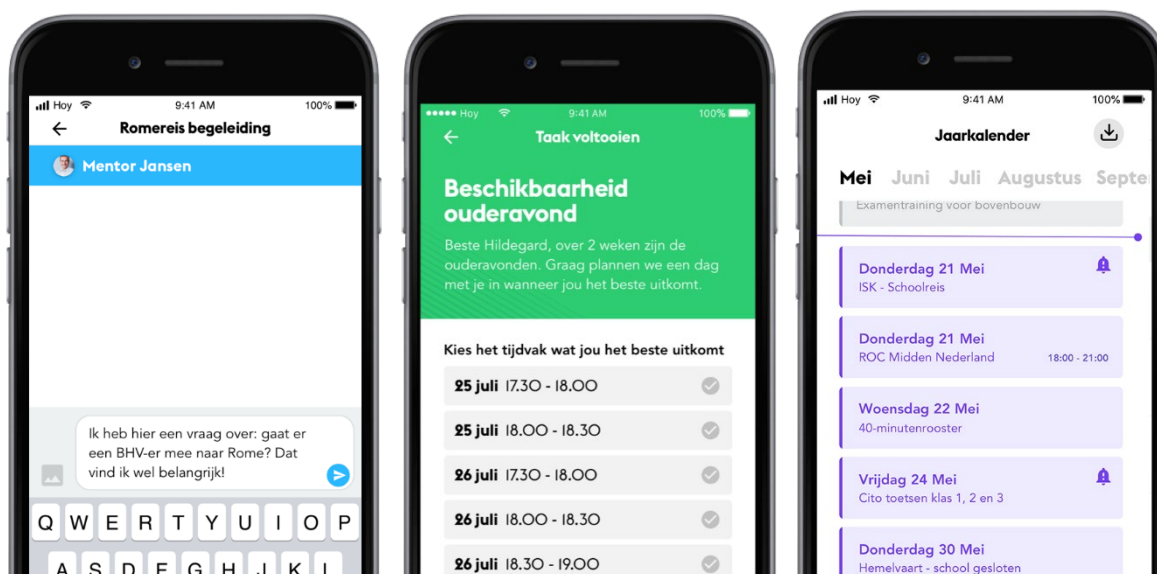 Hoy 9:41 AM 100%
Romereis begeleiding
Mentor Jansen
Ik heb hier een vraag over: gaat er
een BHV-er mee naar Rome? Dat
vind ik wel belangrijk!
Q W E R T Y U I O P
A S D F G H J K L
Hoy 9:41 AM 100%
Taak voltooien
Beschikbaarheid
ouderavond
Beste Hildegard, over 2 weken zijn de
ouderavonden. Graag plannen we een dag
met je in wanneer jou het beste uitkomt.
Kies het tijdvak wat jou het beste uitkomt
25 juli 17.30 - 18.00
25 juli 18.00 - 18.30
26 juli 17.30 - 18.00
26 juli 18.00 - 18.30
26 juli 18.30 - 19.00
Hoy 9:41 AM 100%
Jaarkalender
Mei Juni Juli Augustus Septe
Examentraining voor bovenbouw
Donderdag 21 Mei
ISK - Schoolreis
Donderdag 21 Mei
ROC Midden Nederland 18:00 - 21:00
Woensdag 22 Mei
40-minutenrooster
Vrijdag 24 Mei
Cito toetsen klas 1, 2 en 3
Donderdag 30 Mei
Hemelvaart - school gesloten